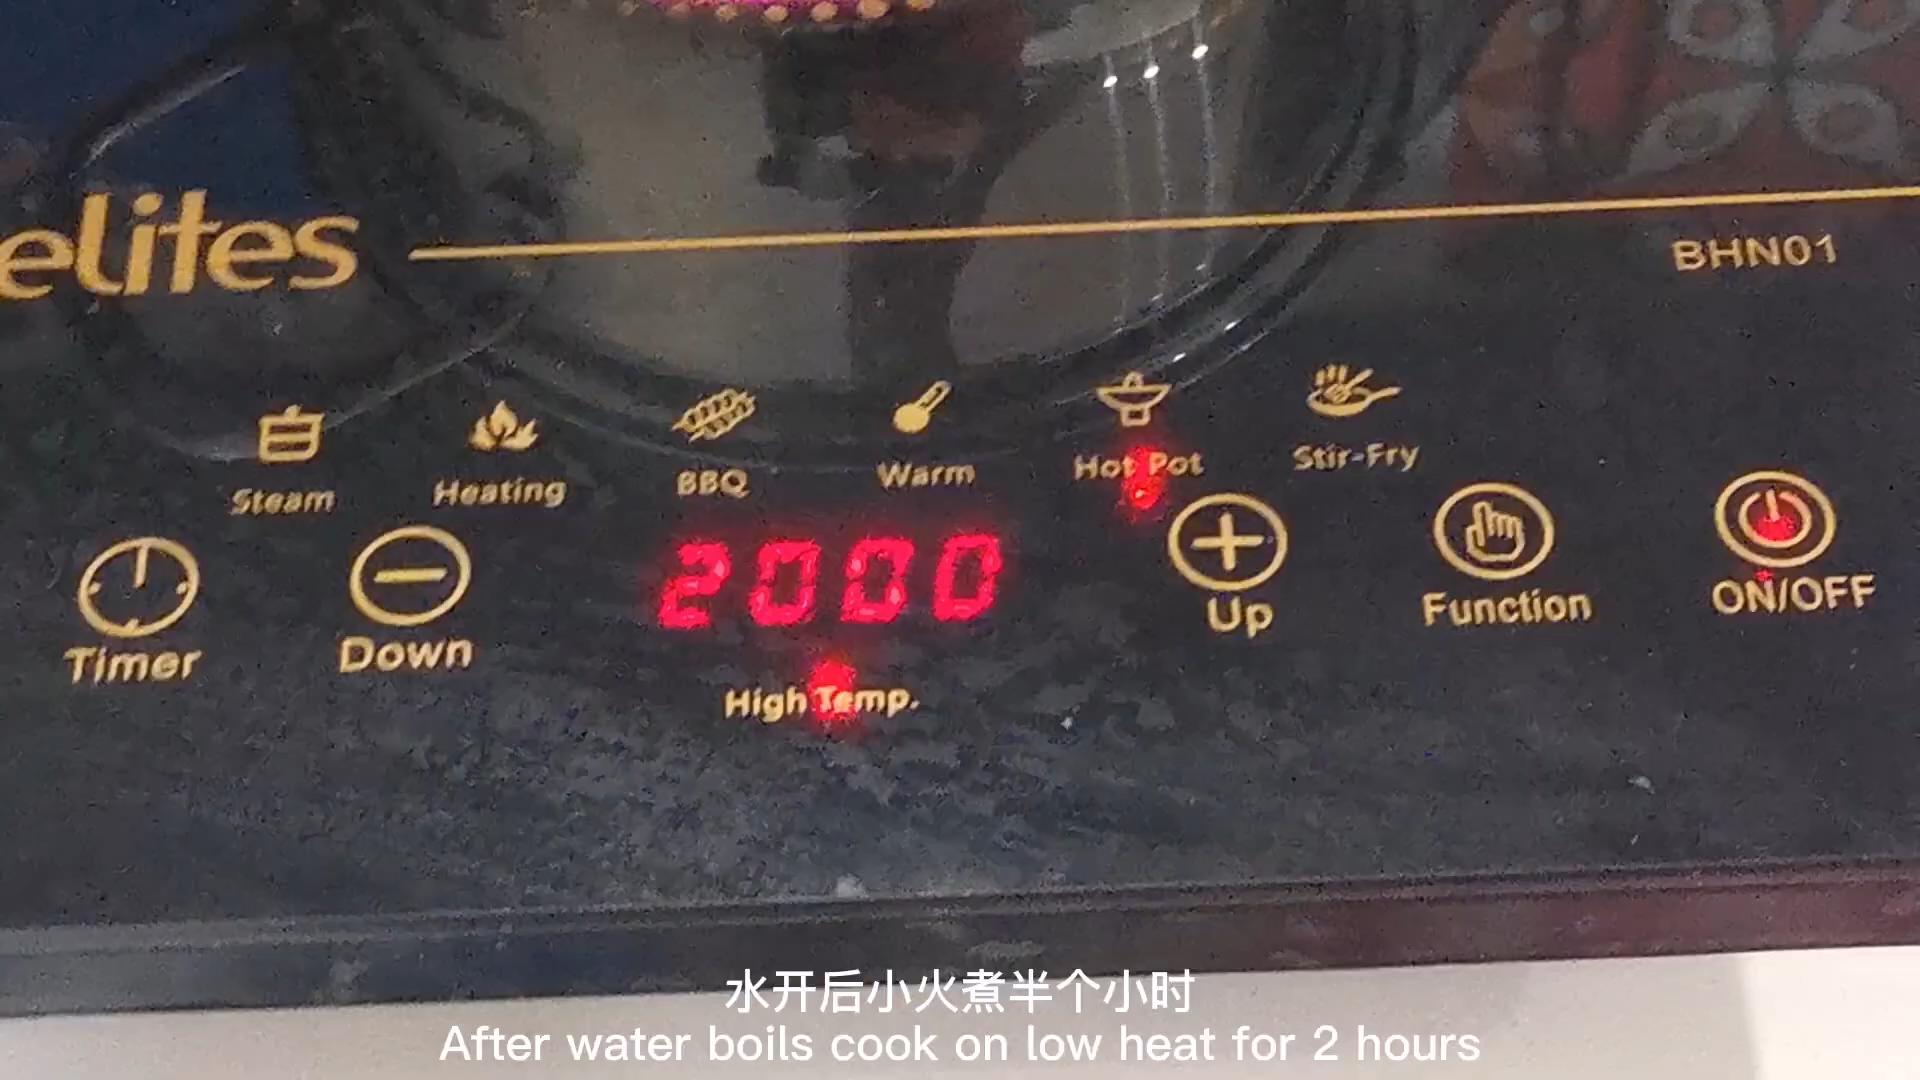 elites
BHN01
Steam
Heating
BBQ
Warm
Hot Pot
Stir-Fry
2000
Timer
Down
Up
Function
ON/OFF
High Temp.
水开后小火煮半个小时
After water boils cook on low heat for 2 hours